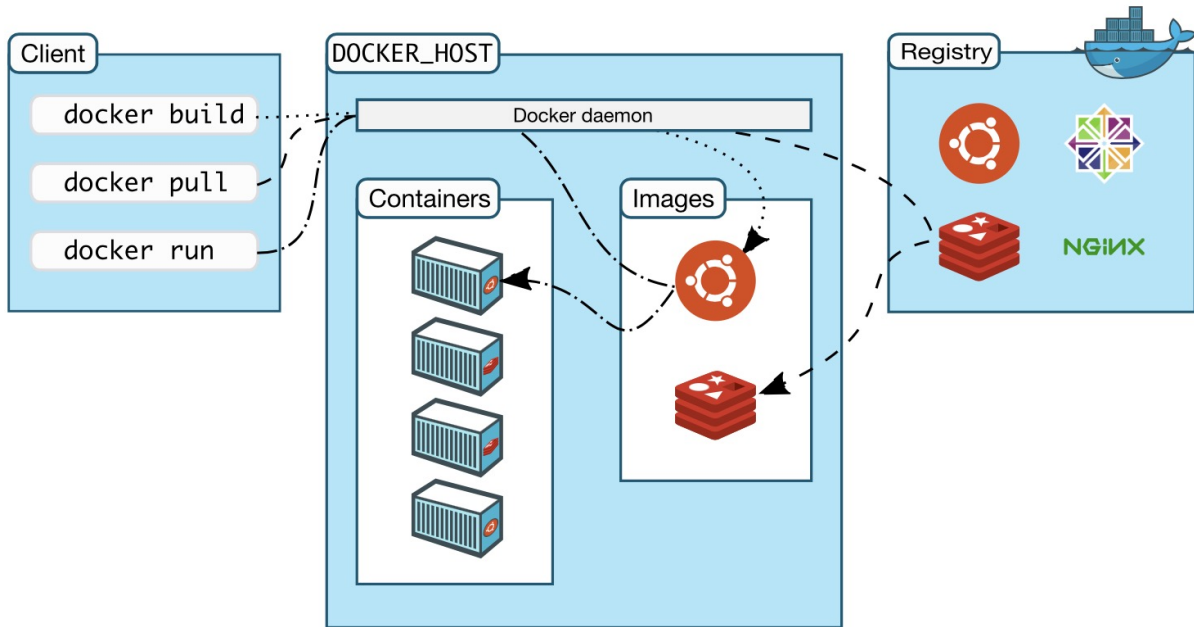 Client
docker build
docker pull
docker run
DOCKER_HOST
Docker daemon
Containers
Images
Registry
NGiNX